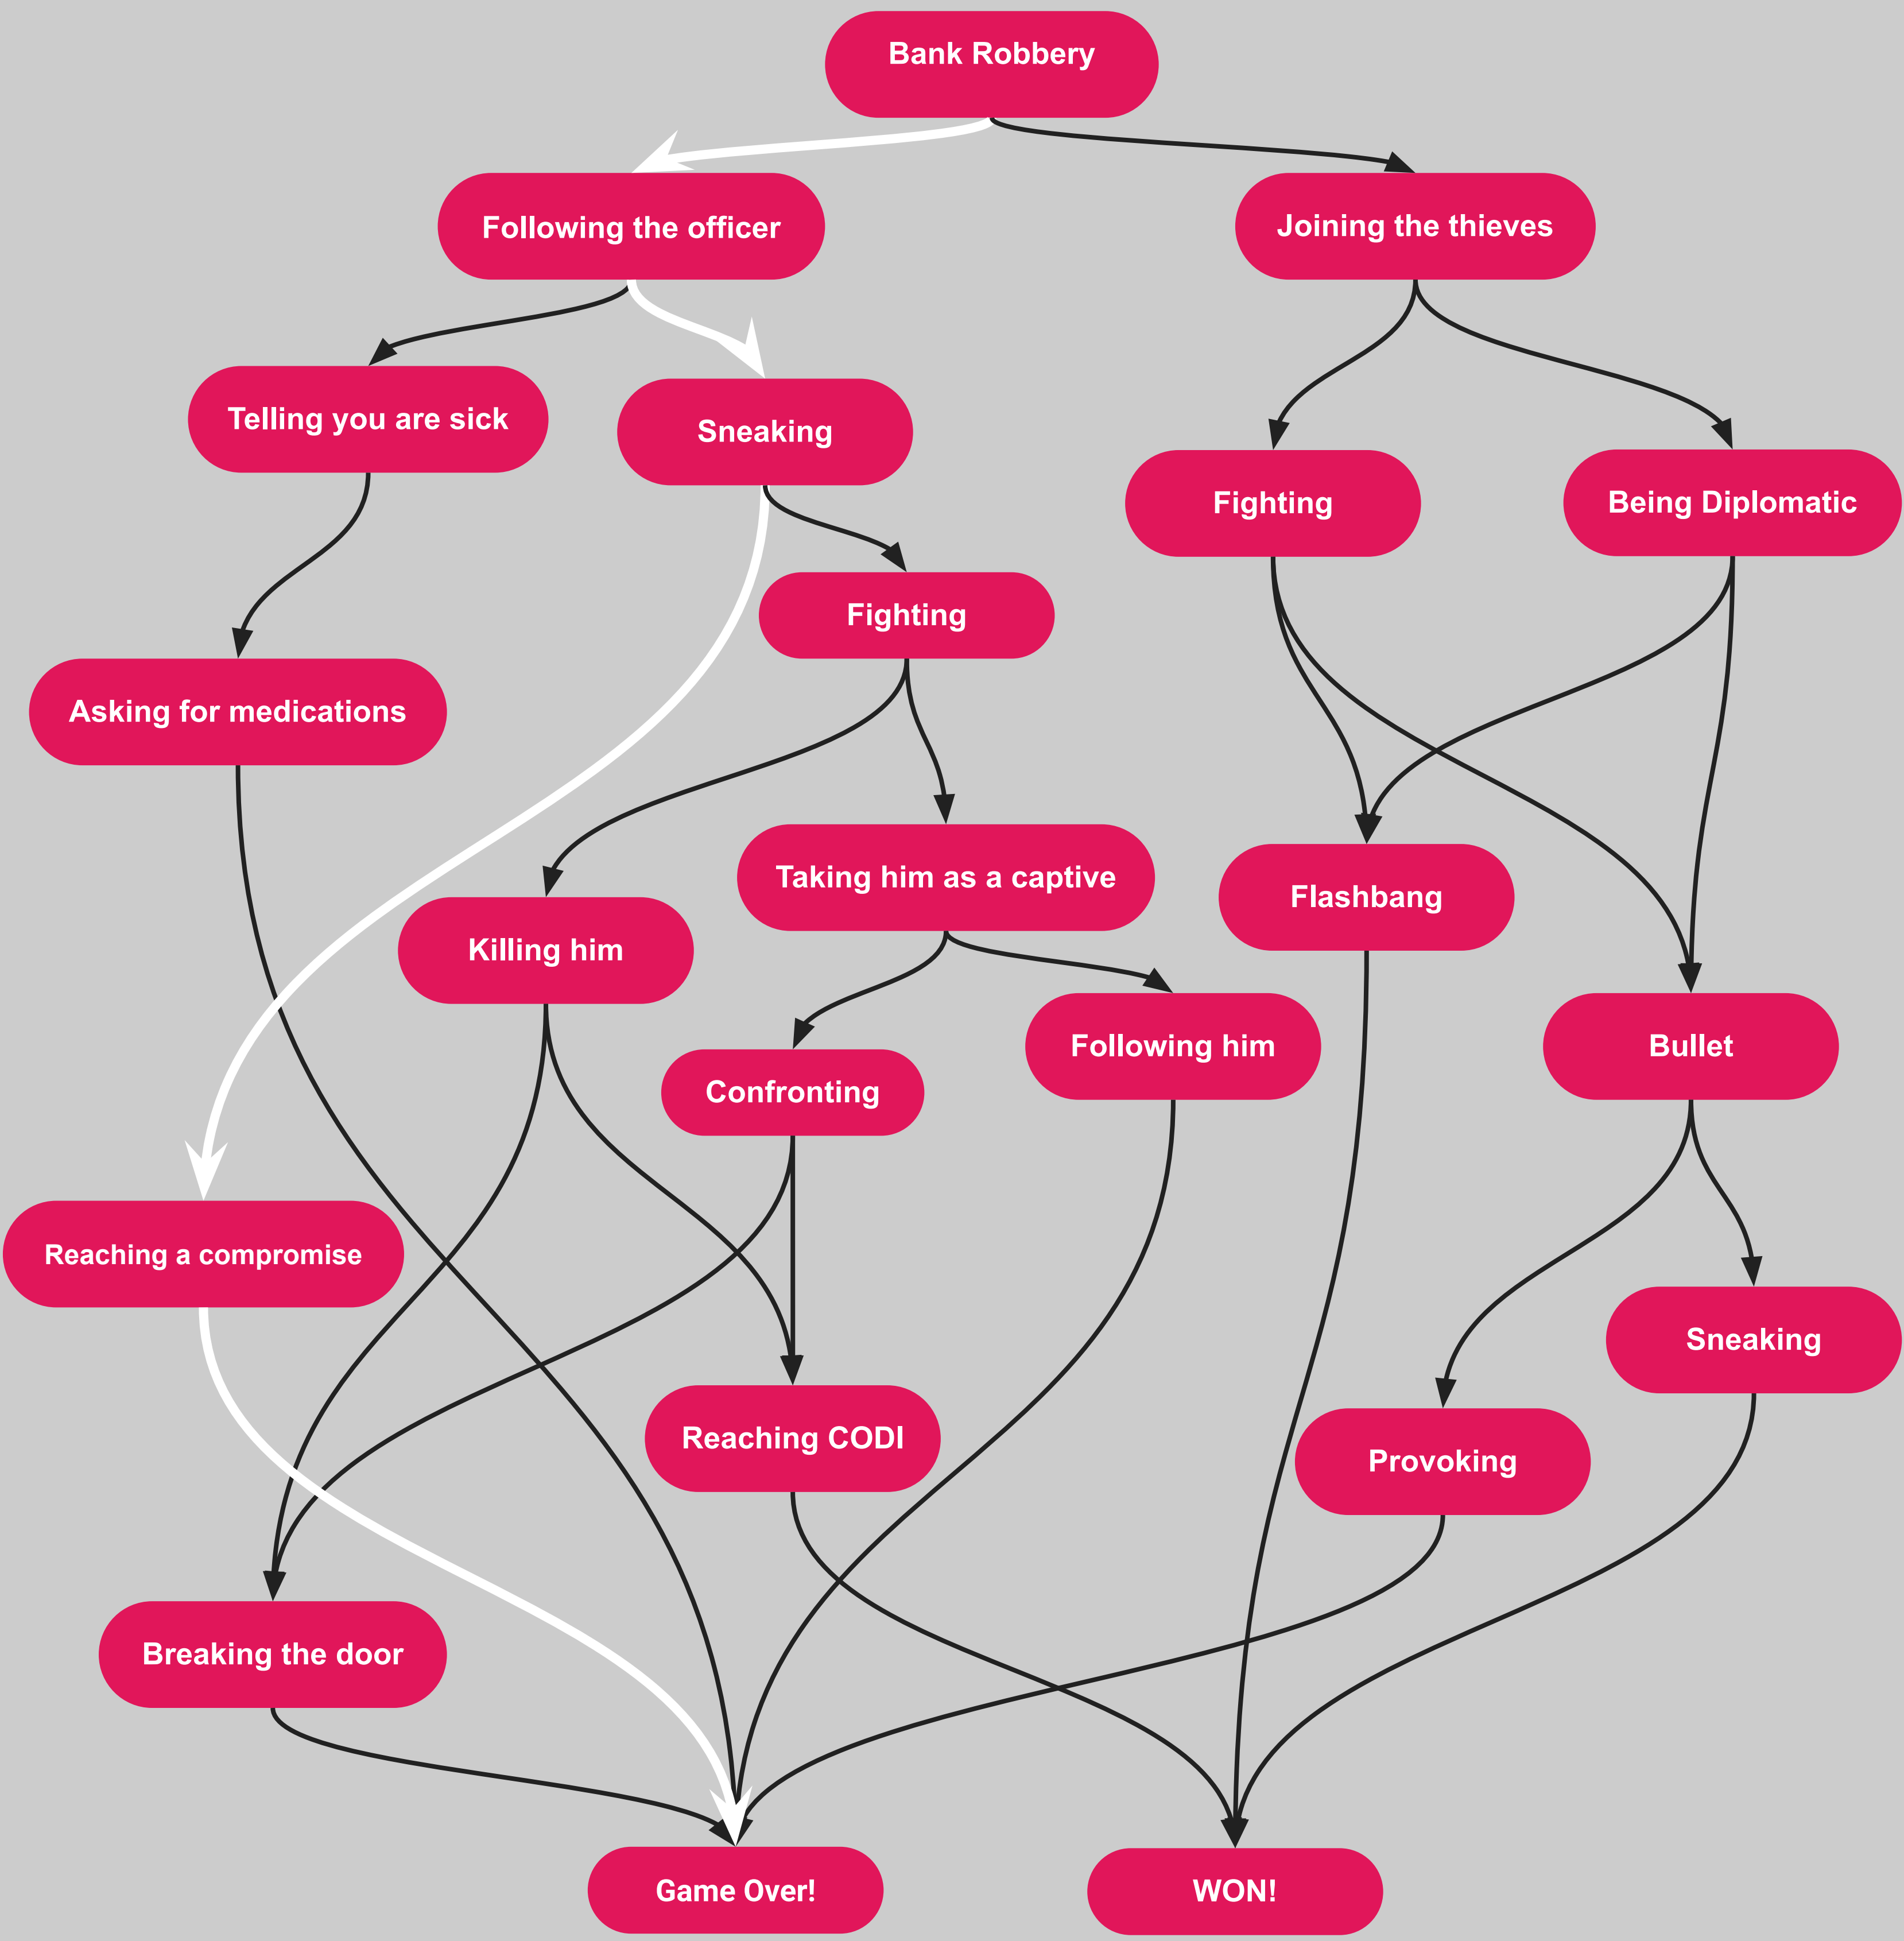 Bank Robbery
Following the officer
Joining the thieves
Telling you are sick
Sneaking
Fighting
Being Diplomatic
Fighting
Asking for medications
Taking him as a captive
Flashbang
Killing him
Following him
Bullet
Confronting
Reaching a compromise
Sneaking
Reaching CODI
Provoking
Breaking the door
Game Over!
WON!